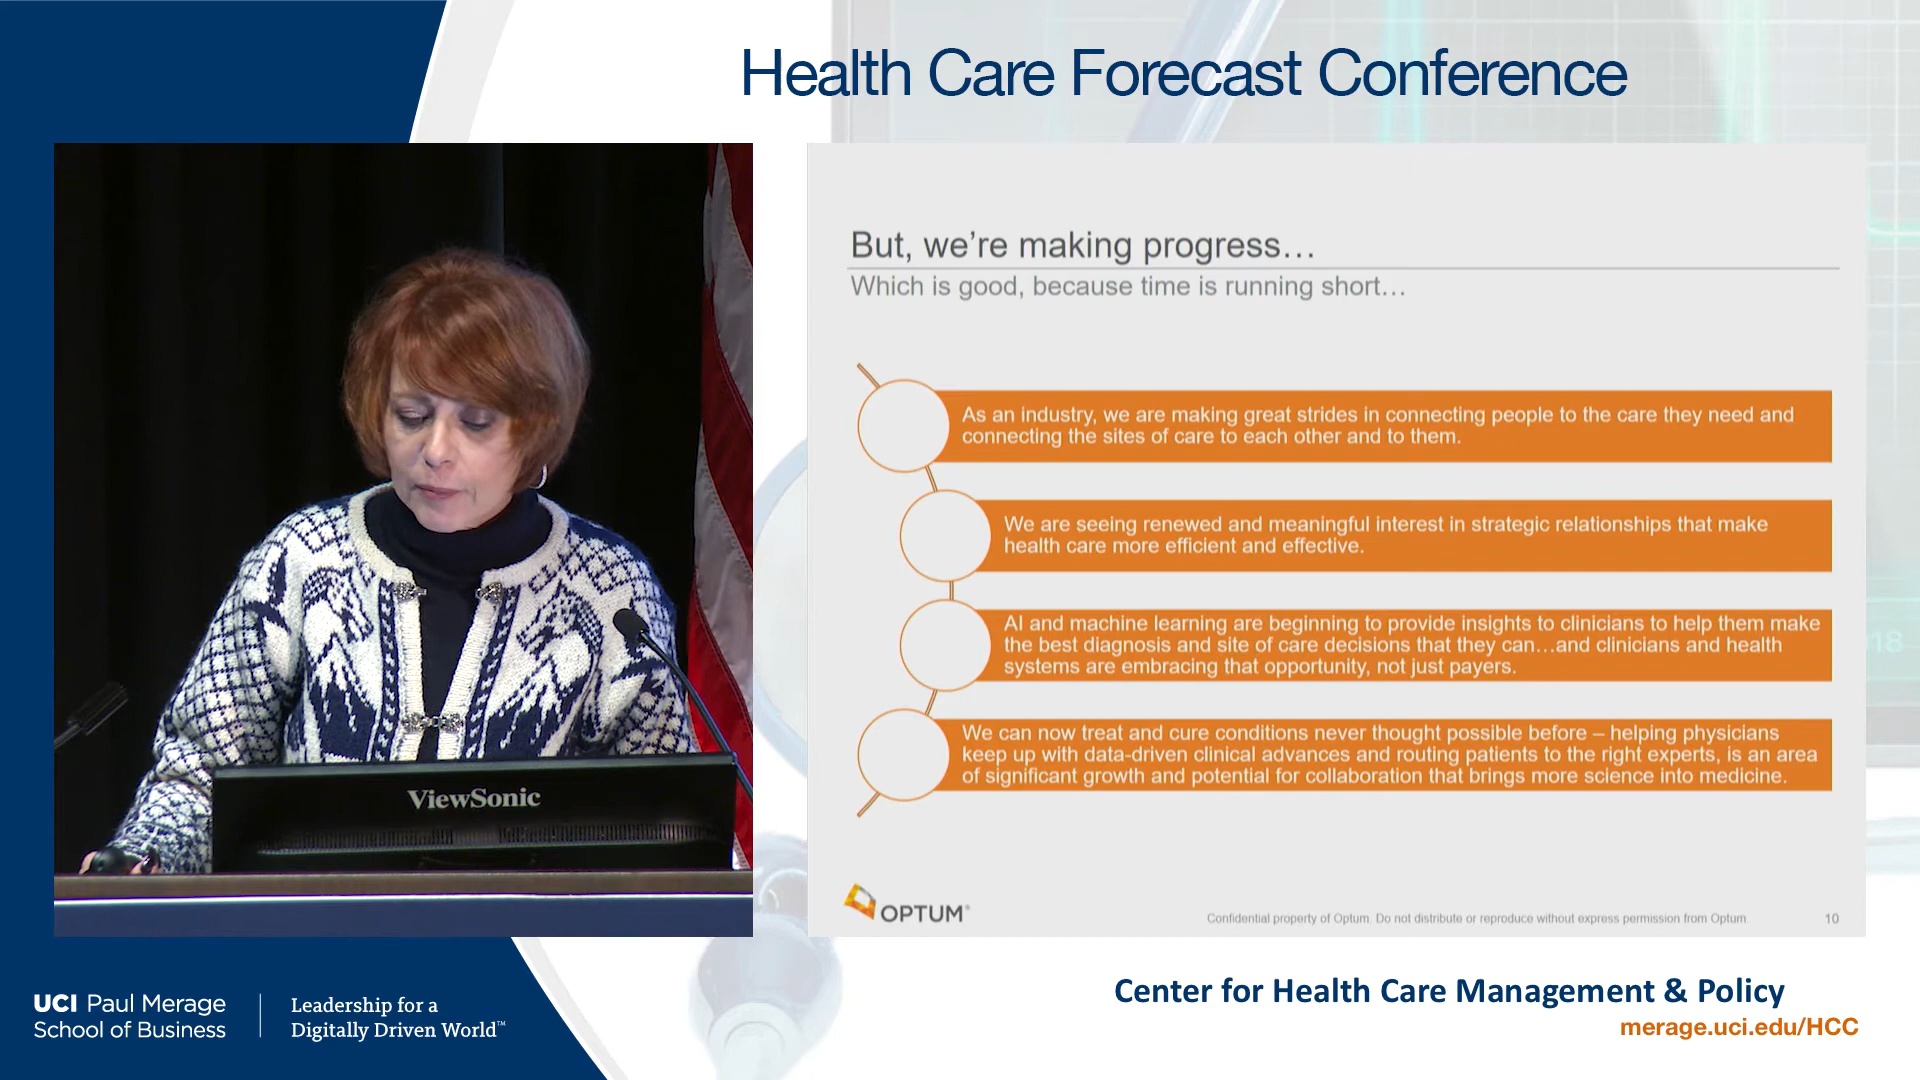 Health Care Forecast Conference
But, we're making progress…
Which is good, because time is running short…
As an industry, we are making great strides in connecting people to the care they need and
connecting the sites of care to each other and to them.
We are seeing renewed and meaningful interest in strategic relationships that make
health care more efficient and effective.
AI and machine learning are beginning to provide insights to clinicians to help them make
the best diagnosis and site of care decisions that they can…and clinicians and health
systems are embracing that opportunity, not just payers.
We can now treat and cure conditions never thought possible before – helping physicians
keep up with data-driven clinical advances and routing patients to the right experts, is an area
of significant growth and potential for collaboration that brings more science into medicine.
OPTUM®
Confidential property of Optum. Do not distribute or reproduce without express permission from Optum
10
ViewSonic
18
UCI Paul Merage
School of Business
Leadership for a
Digitally Driven World™
Center for Health Care Management & Policy
merage.uci.edu/HCC